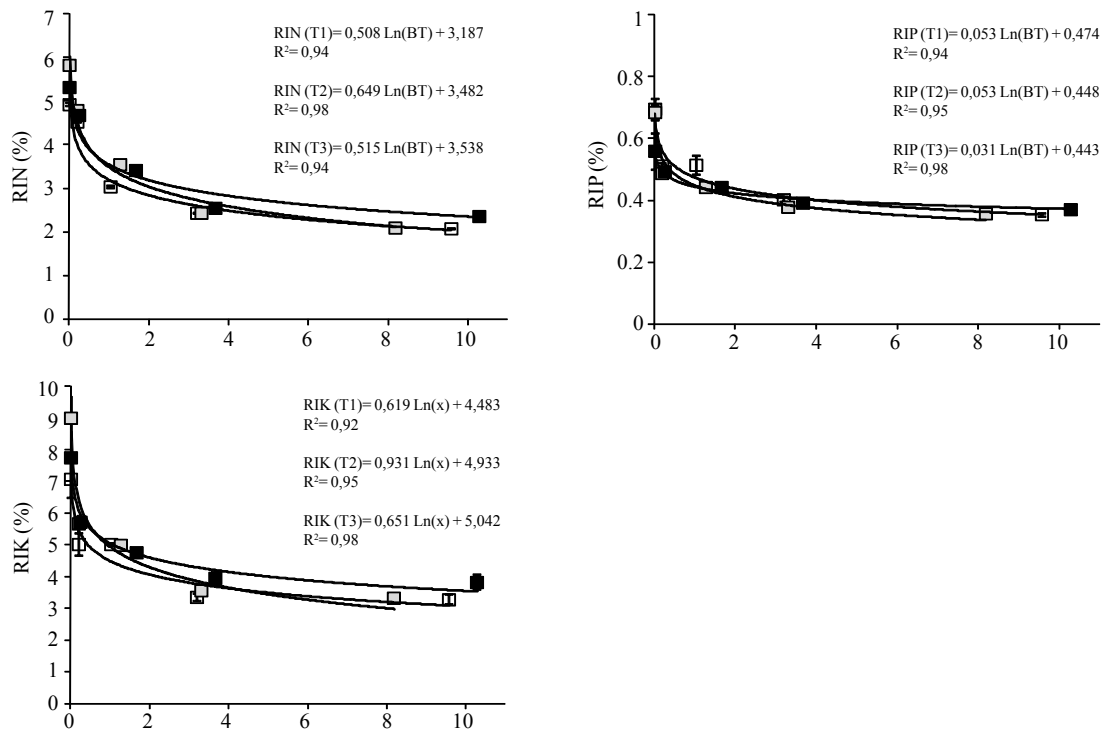 RIN (%)
7
6
5
4
3
2
1
0
0 2 4 6 8 10
RIN (T1) = 0,508 Ln(BT) + 3,187
R²= 0,94
RIN (T2) = 0,649 Ln(BT) + 3,482
R²= 0,98
RIN (T3) = 0,515 Ln(BT) + 3,538
R²= 0,94
RIP (%)
1
0.8
0.6
0.4
0.2
0
0 2 4 6 8 10
RIP (T1) = 0,053 Ln(BT) + 0,474
R²= 0,94
RIP (T2) = 0,053 Ln(BT) + 0,448
R²= 0,95
RIP (T3) = 0,031 Ln(BT) + 0,443
R²= 0,98
RIK (%)
10
9
8
7
6
5
4
3
2
1
0
0 2 4 6 8 10
RIK (T1)= 0,619 Ln(x) + 4,483
R²= 0,92
RIK (T2)= 0,931 Ln(x) + 4,933
R²= 0,95
RIK (T3)= 0,651 Ln(x) + 5,042
R²= 0,98